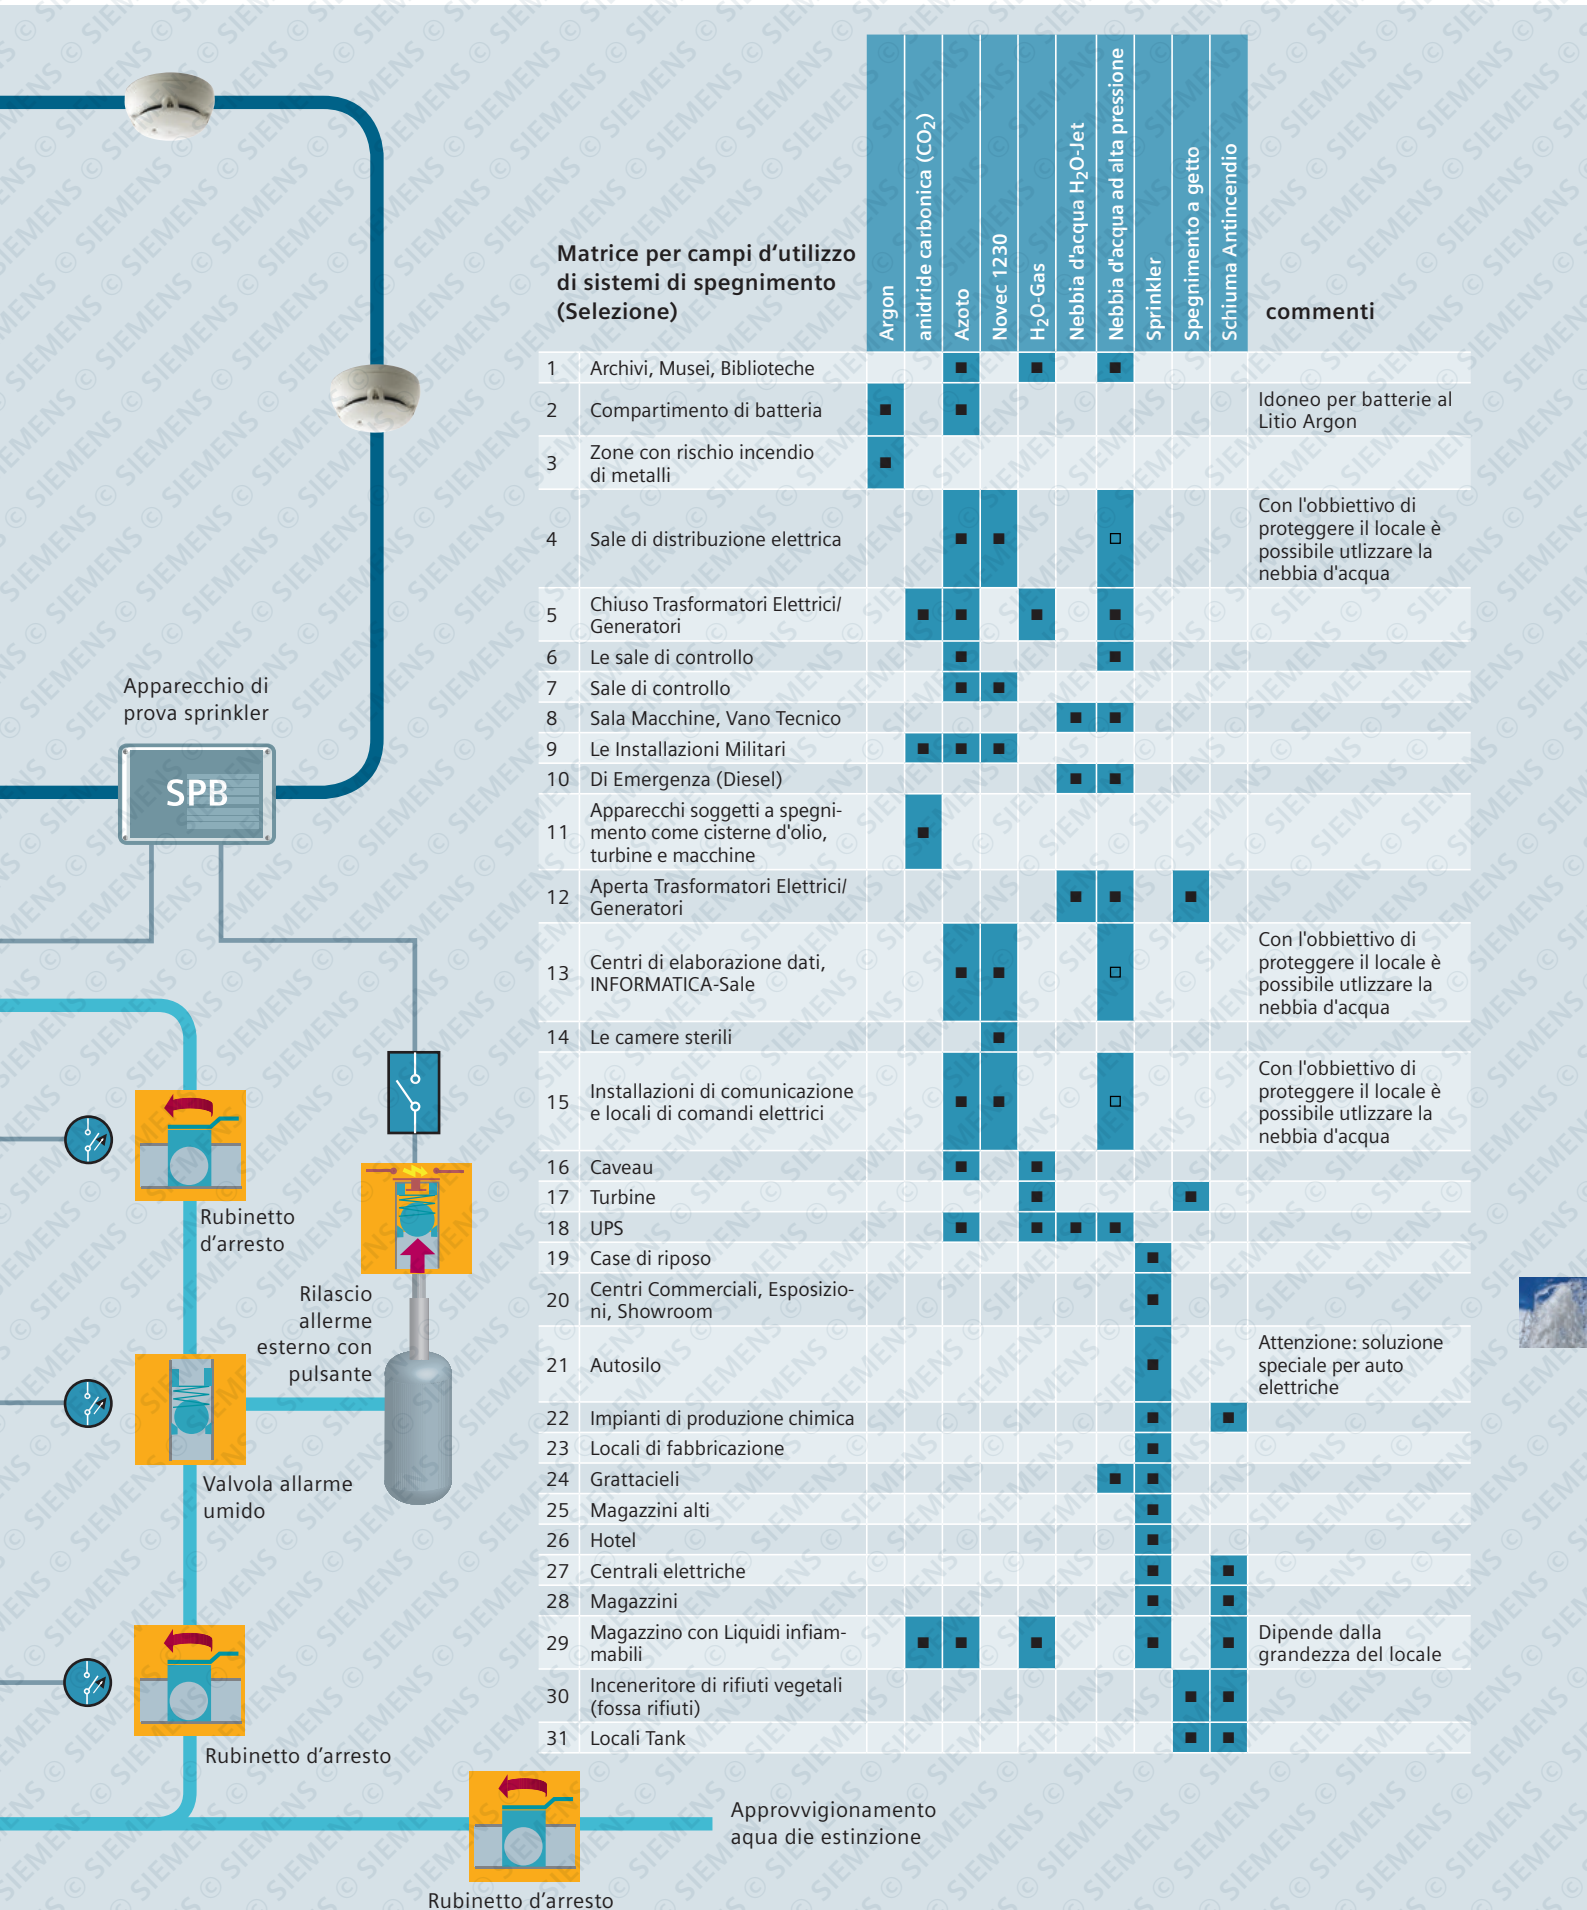 Apparecchio di
prova sprinkler
SPB
Rubinetto
d’arresto
Rilascio
allerme
esterno con
pulsante
Valvola allarme
umido
Rubinetto d’arresto
Approvvigionamento
aqua die estinzione
Rubinetto d’arresto
Matrice per campi d’utilizzo
di sistemi di spegnimento
(Selezione)
Argon
anidride carbonica (CO2)
Azoto
Novec 1230
H2O-Gas
Nebbia d'acqua H2O-Jet
Nebbia d'acqua ad alta pressione
Sprinkler
Spegnimento a getto
Schiuma Antincendio
commenti
1 Archivi, Musei, Biblioteche ■ ■ ■
2 Compartimento di batteria ■ ■
Idoneo per batterie al
Litio Argon
3 Zone con rischio incendio
di metalli ■
4 Sale di distribuzione elettrica ■ ■ □
Con l'obbiettivo di
proteggere il locale è
possibile utlizzare la
nebbia d'acqua
5 Chiuso Trasformatori Elettrici/
Generatori ■ ■ ■ ■
6 Le sale di controllo ■ ■
7 Sale di controllo ■ ■
8 Sala Macchine, Vano Tecnico ■ ■
9 Le Installazioni Militari ■ ■ ■
10 Di Emergenza (Diesel) ■ ■
11 Apparecchi soggetti a spegni-
mento come cisterne d'olio,
turbine e macchine ■
12 Aperta Trasformatori Elettrici/
Generatori ■ ■ ■
13 Centri di elaborazione dati,
INFORMATICA-Sale ■ ■ □
Con l'obbiettivo di
proteggere il locale è
possibile utlizzare la
nebbia d'acqua
14 Le camere sterili ■
15 Installazioni di comunicazione
e locali di comandi elettrici ■ ■ □
Con l'obbiettivo di
proteggere il locale è
possibile utlizzare la
nebbia d'acqua
16 Caveau ■ ■
17 Turbine ■ ■
18 UPS ■ ■ ■ ■
19 Case di riposo ■
20 Centri Commerciali, Esposizio-
ni, Showroom ■
21 Autosilo ■
Attenzione: soluzione
speciale per auto
elettriche
22 Impianti di produzione chimica ■ ■
23 Locali di fabbricazione ■
24 Grattacieli ■ ■
25 Magazzini alti ■
26 Hotel ■
27 Centrali elettriche ■ ■
28 Magazzini ■ ■
29 Magazzino con Liquidi infiam-
mabili ■ ■ ■ ■ ■
Dipende dalla
grandezza del locale
30 Inceneritore di rifiuti vegetali
(fossa rifiuti) ■ ■
31 Locali Tank ■ ■
© SIEMENS